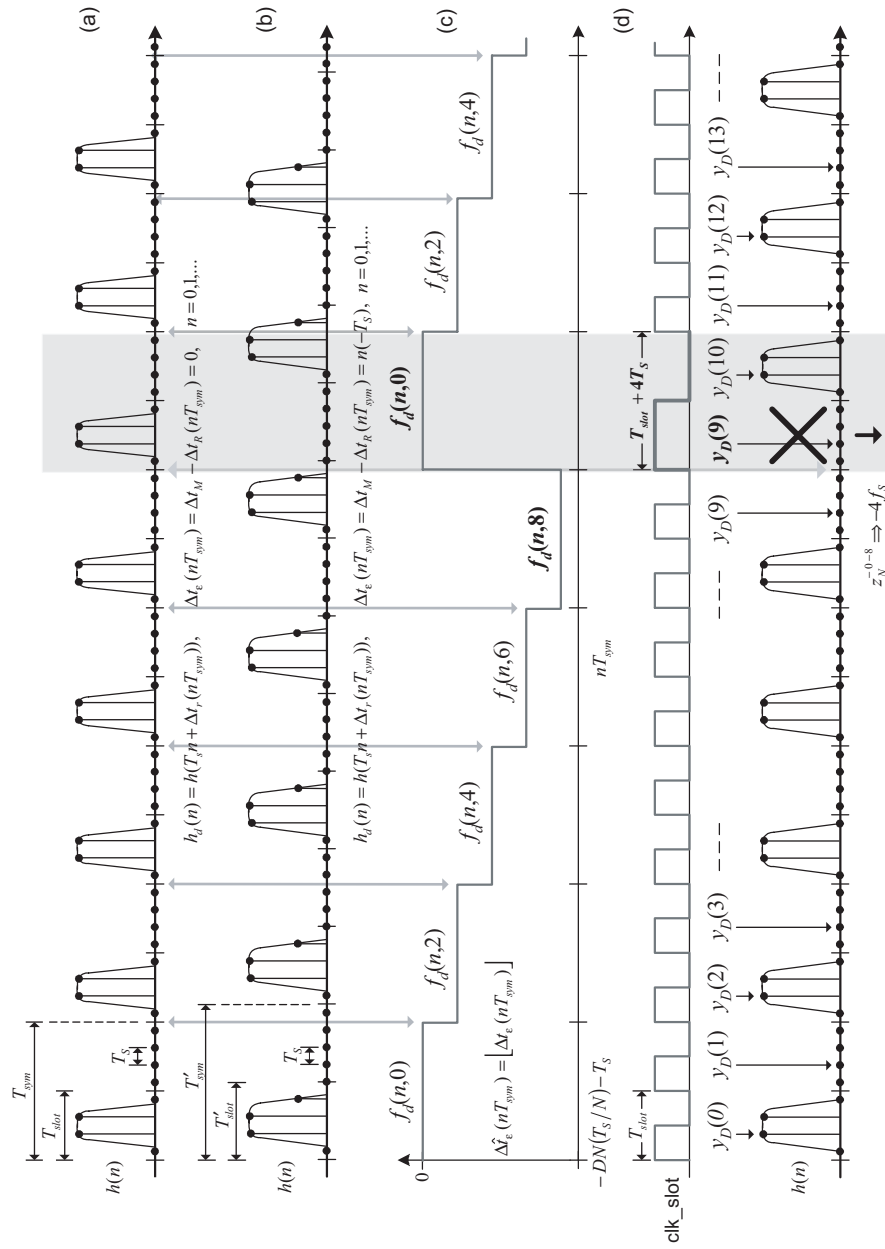 (a)
T_sym
T_slot
T_S
h(n)
h_d(n) = h(T_s n + Δt_r(nT_sym)), Δt_ε(nT_sym) = Δt_M − Δt_R(nT_sym) = 0, n = 0,1,...
(b)
T′_sym
T′_slot
T_S
h(n)
h_d(n) = h(T_s n + Δt_r(nT_sym)), Δt_ε(nT_sym) = Δt_M − Δt_R(nT_sym) = n(−T_S), n = 0,1,...
(c)
0
f_d(n,0)
f_d(n,2)
f_d(n,4)
f_d(n,6)
f_d(n,8)
f_d(n,0)
f_d(n,2)
f_d(n,4)
Δt̂_ε(nT_sym) = ⌊Δt_ε(nT_sym)⌋
−DN(T_S/N)−T_S
nT_sym
(d)
clk_slot
T_slot
T_slot + 4T_S
y_D(0) y_D(1) y_D(2) y_D(3) y_D(9) y_D(9) y_D(10) y_D(11) y_D(12) y_D(13)
h(n)
z_N^{−0−8} ⇒ −4f_S